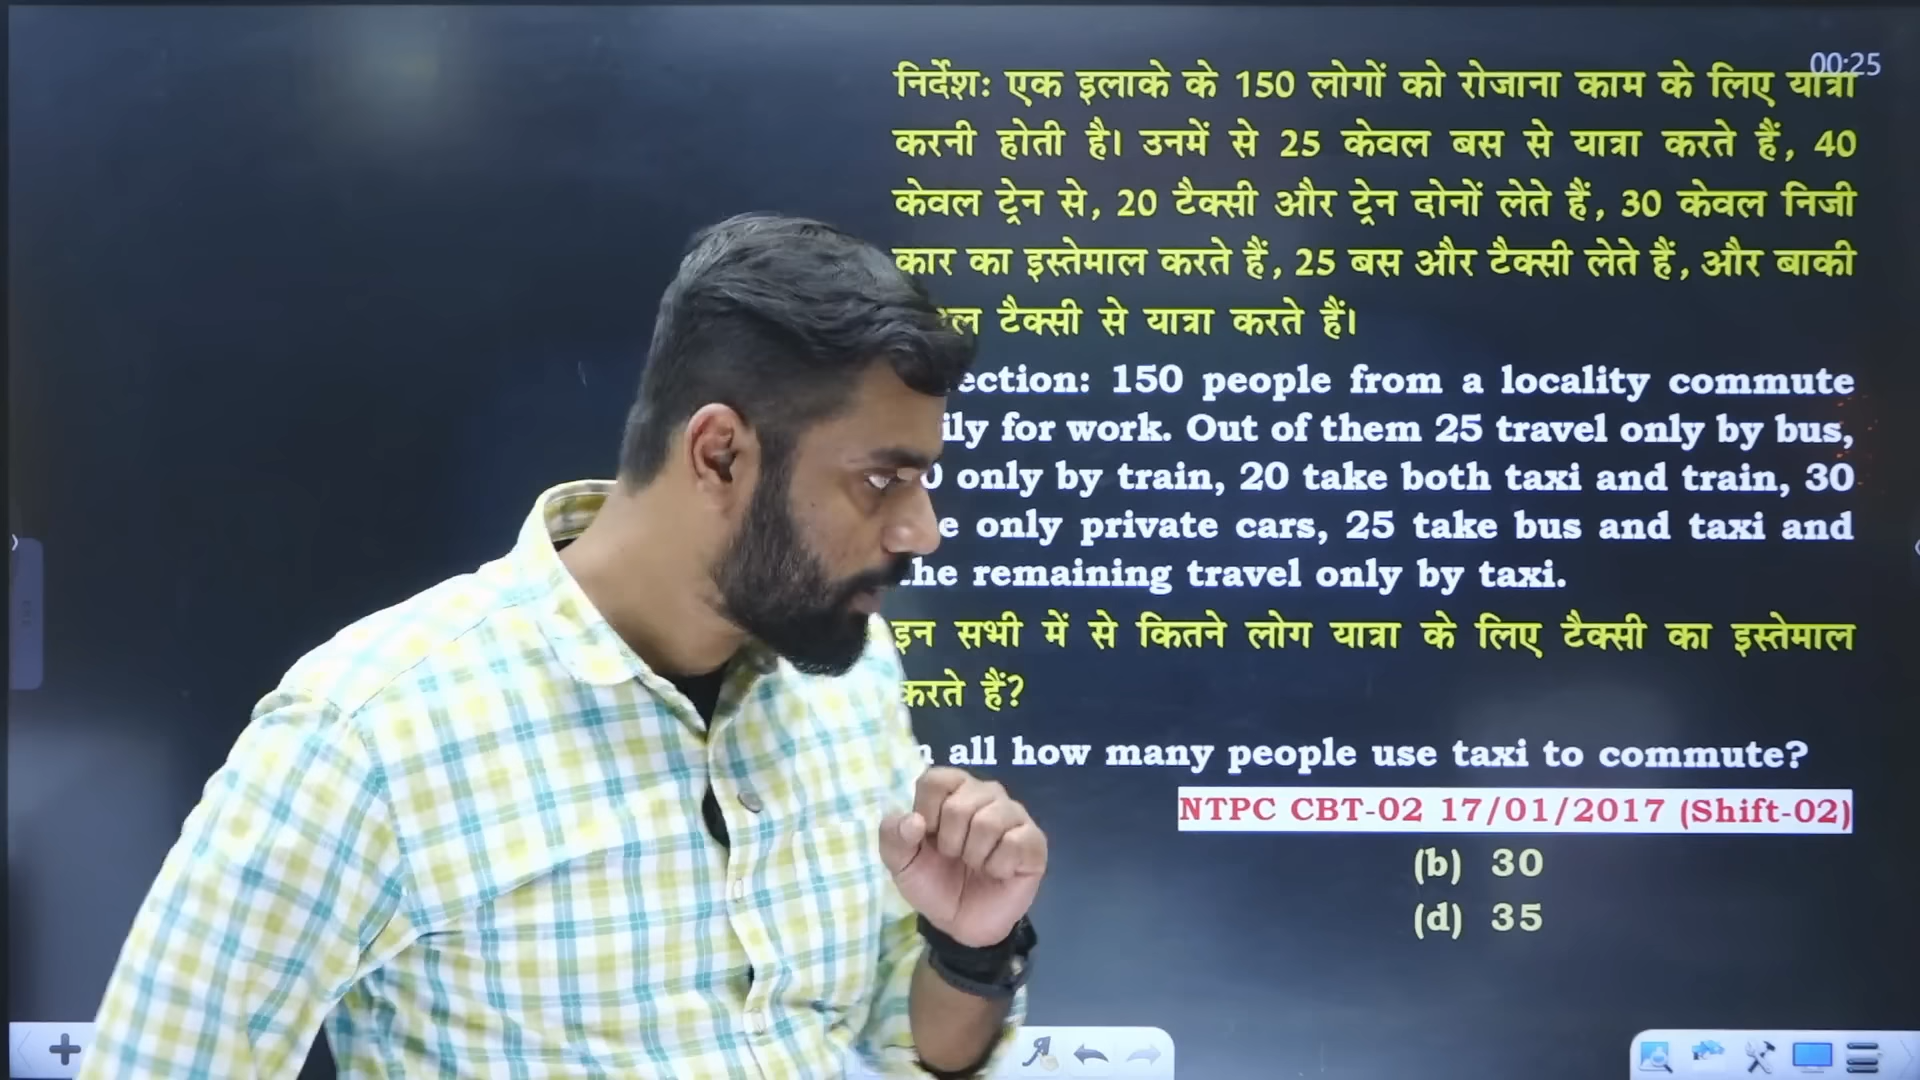 00:25
निर्देश: एक इलाके के 150 लोगों को रोजाना काम के लिए यात्रा
करनी होती है। उनमें से 25 केवल बस से यात्रा करते हैं, 40
केवल ट्रेन से, 20 टैक्सी और ट्रेन दोनों लेते हैं, 30 केवल निजी
कार का इस्तेमाल करते हैं, 25 बस और टैक्सी लेते हैं, और बाकी
टैक्सी से यात्रा करते हैं।
150 people from a locality commute
for work. Out of them 25 travel only by bus,
only by train, 20 take both taxi and train, 30
only private cars, 25 take bus and taxi and
the remaining travel only by taxi.
इन सभी में से कितने लोग यात्रा के लिए टैक्सी का इस्तेमाल
करते हैं?
all how many people use taxi to commute?
NTPC CBT-02 17/01/2017 (Shift-02)
(b) 30
(d) 35